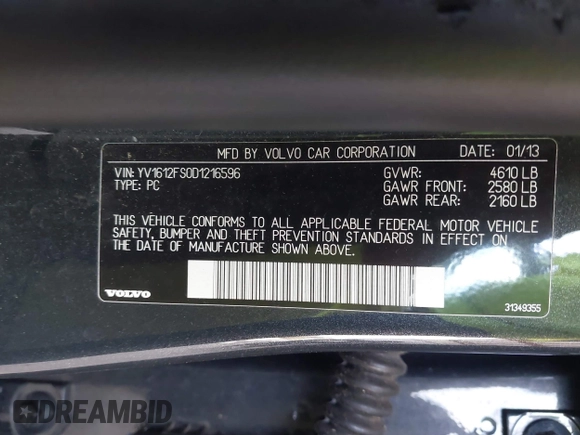 MFD BY VOLVO CAR CORPORATION DATE: 01/13
VIN: YV1612FS0D1216596 GVWR: 4610 LB
TYPE: PC GAWR FRONT: 2580 LB
GAWR REAR: 2160 LB
THIS VEHICLE CONFORMS TO ALL APPLICABLE FEDERAL MOTOR VEHICLE
SAFETY, BUMPER AND THEFT PREVENTION STANDARDS IN EFFECT ON
THE DATE OF MANUFACTURE SHOWN ABOVE.
VOLVO 31349355
DREAMBID